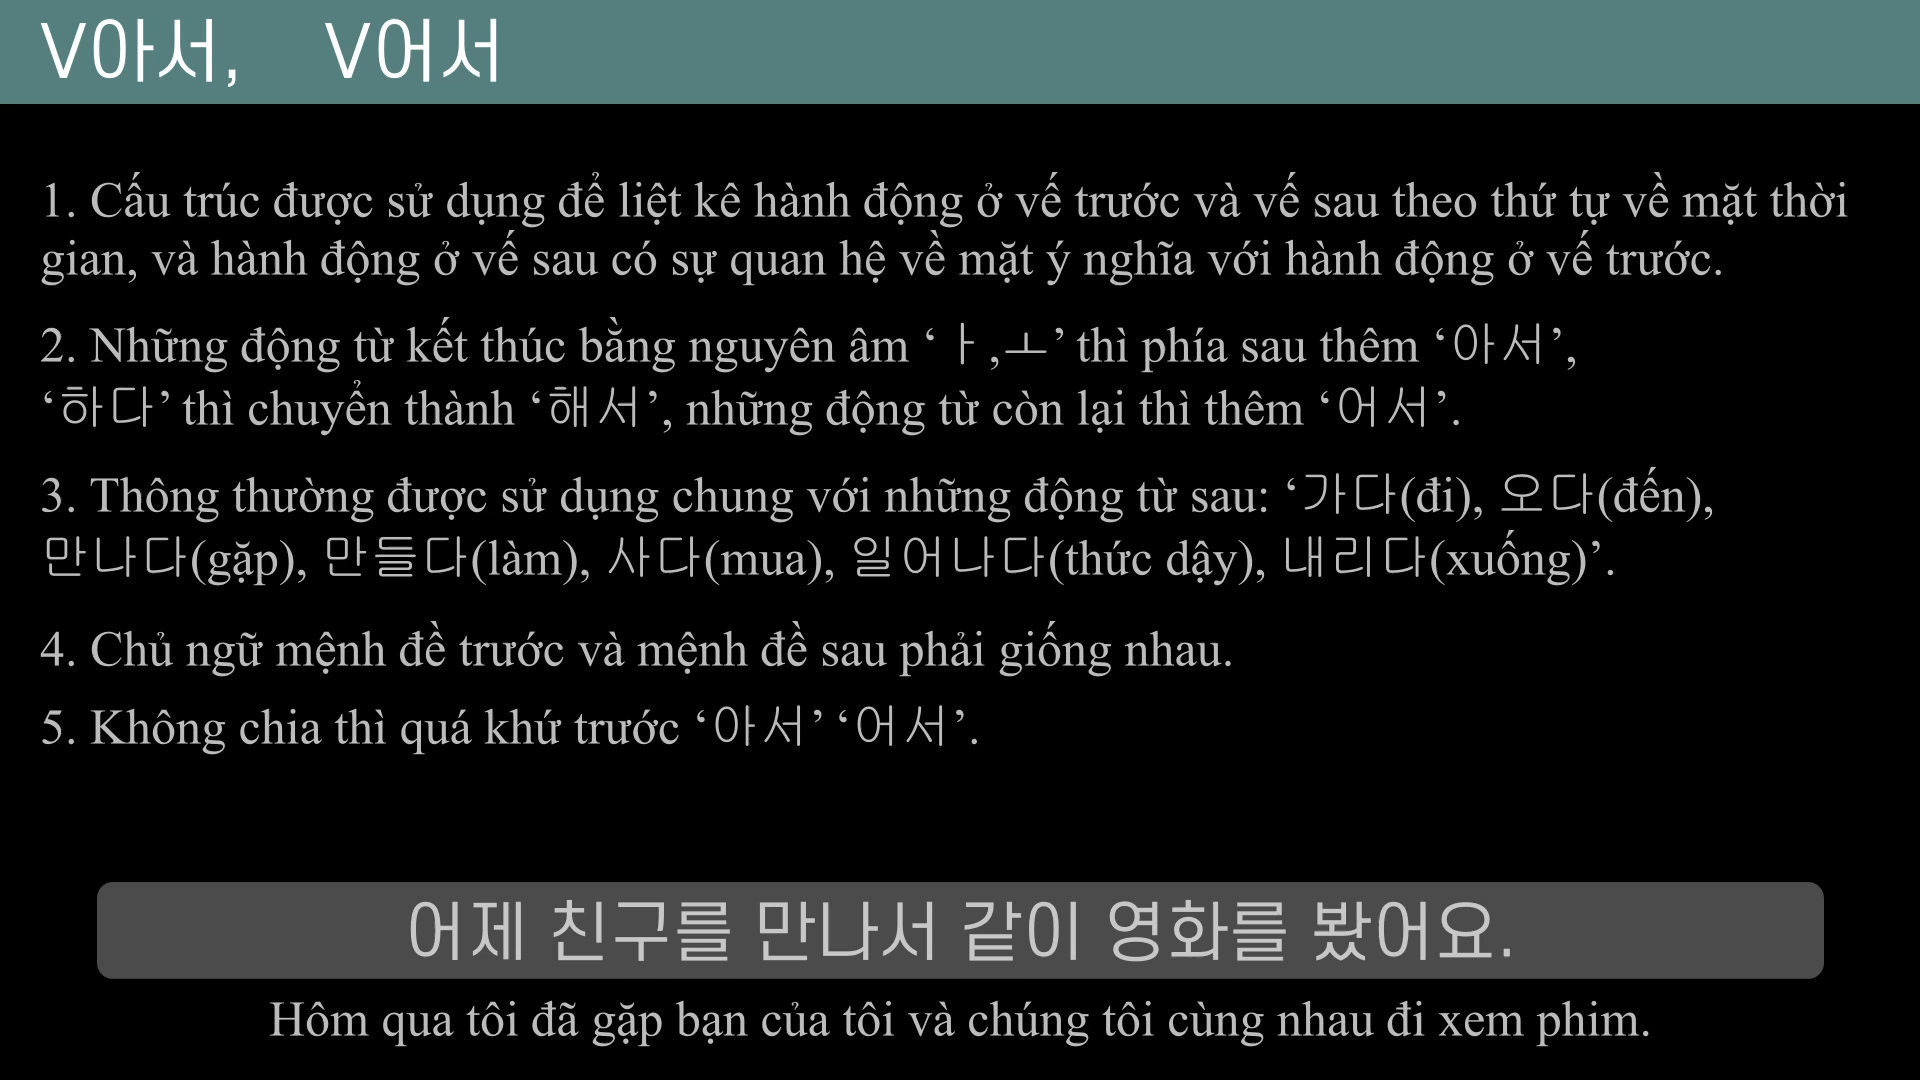 V아서, V어서
1. Cấu trúc được sử dụng để liệt kê hành động ở vế trước và vế sau theo thứ tự về mặt thời
gian, và hành động ở vế sau có sự quan hệ về mặt ý nghĩa với hành động ở vế trước.
2. Những động từ kết thúc bằng nguyên âm ‘ㅏ,ㅗ’ thì phía sau thêm ‘아서’,
‘하다’ thì chuyển thành ‘해서’, những động từ còn lại thì thêm ‘어서’.
3. Thông thường được sử dụng chung với những động từ sau: ‘가다(đi), 오다(đến),
만나다(gặp), 만들다(làm), 사다(mua), 일어나다(thức dậy), 내리다(xuống)’.
4. Chủ ngữ mệnh đề trước và mệnh đề sau phải giống nhau.
5. Không chia thì quá khứ trước ‘아서’ ‘어서’.
어제 친구를 만나서 같이 영화를 봤어요.
Hôm qua tôi đã gặp bạn của tôi và chúng tôi cùng nhau đi xem phim.